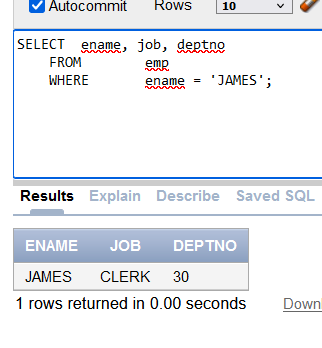 Autocommit Rows 10
SELECT ename, job, deptno
FROM emp
WHERE ename = 'JAMES';
Results Explain Describe Saved SQL
ENAME JOB DEPTNO
JAMES CLERK 30
1 rows returned in 0.00 seconds Downl